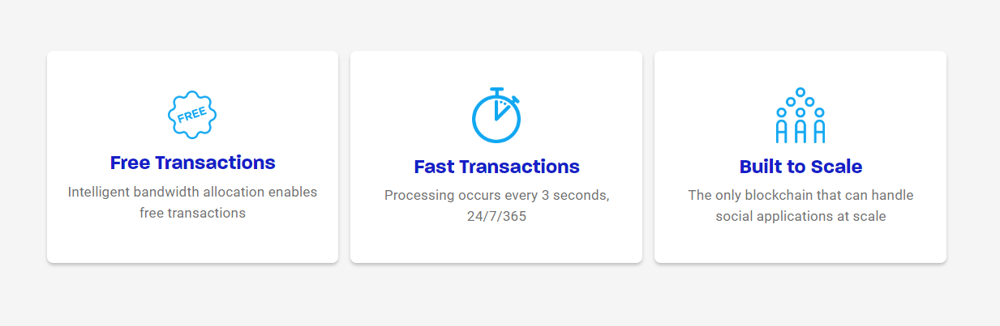 FREE
Free Transactions
Intelligent bandwidth allocation enables
free transactions
Fast Transactions
Processing occurs every 3 seconds,
24/7/365
Built to Scale
The only blockchain that can handle
social applications at scale